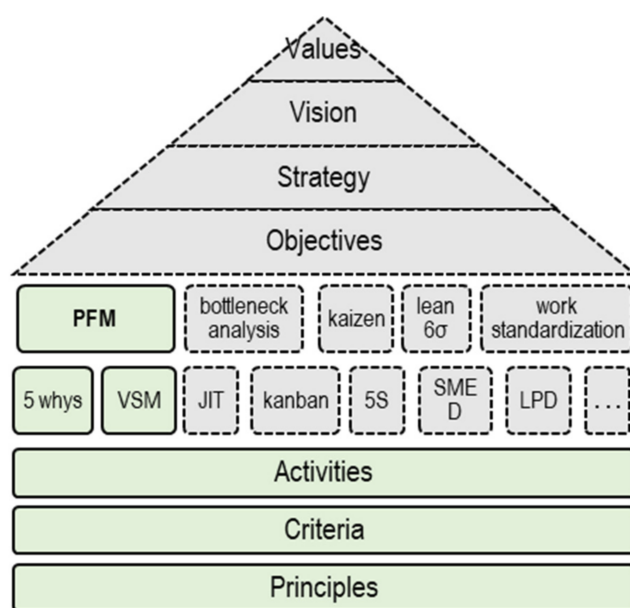 Values
Vision
Strategy
Objectives
PFM
bottleneck
analysis
kaizen
lean
6σ
work
standardization
5 whys
VSM
JIT
kanban
5S
SME
D
LPD
...
Activities
Criteria
Principles